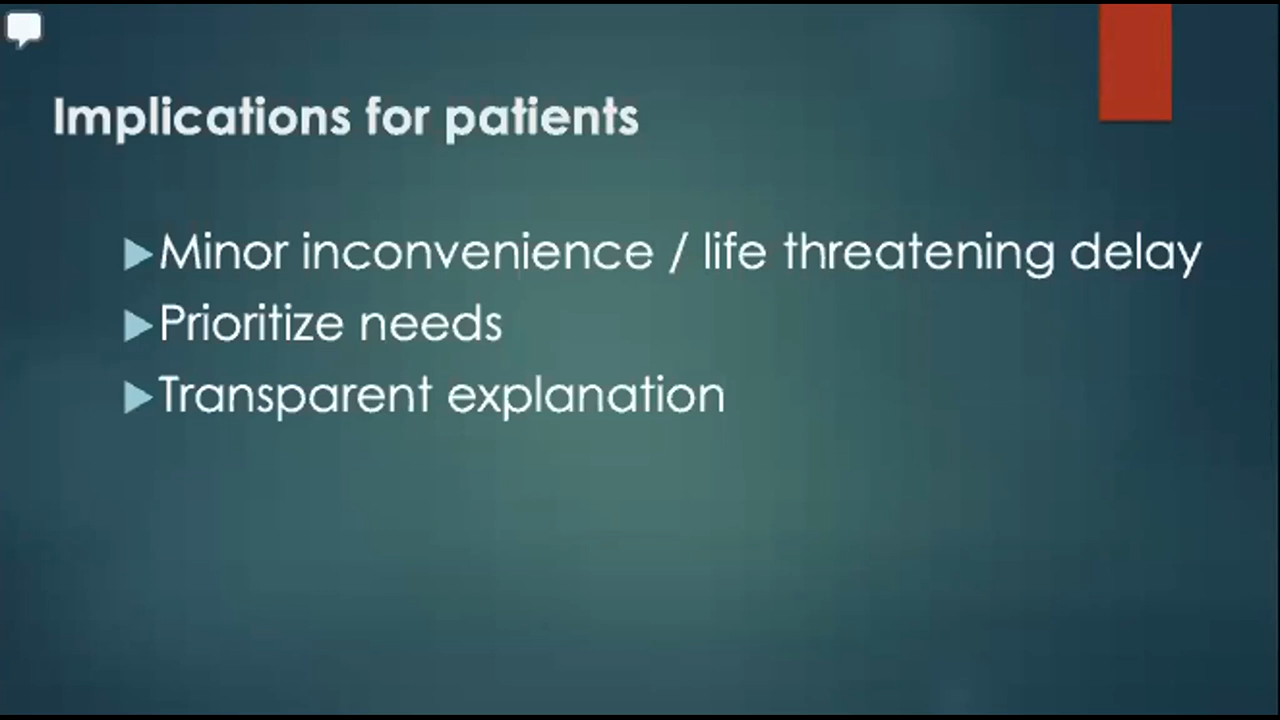 Implications for patients
Minor inconvenience / life threatening delay
Prioritize needs
Transparent explanation